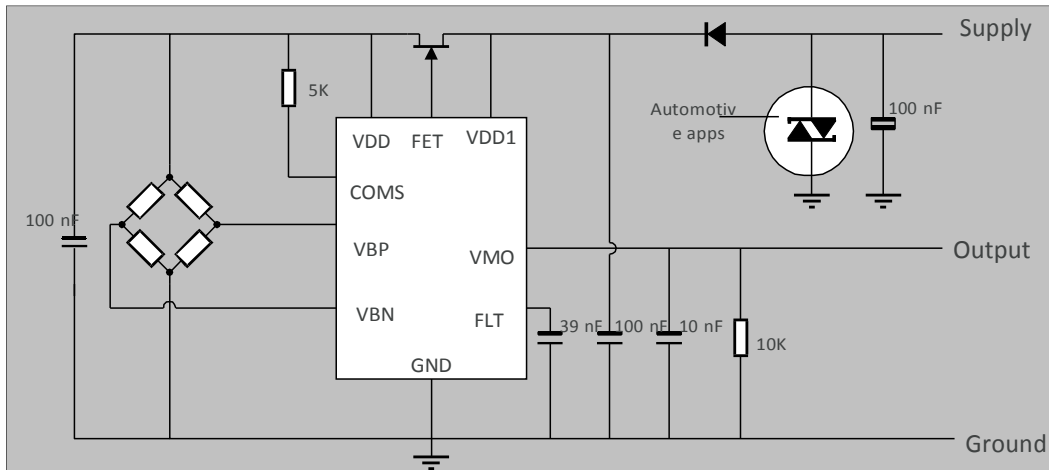 Supply
5K
Automotiv
e apps
100 nF
VDD
FET
VDD1
COMS
100 nF
VBP
VMO
Output
VBN
FLT
39 nF
100 nF
10 nF
10K
GND
Ground